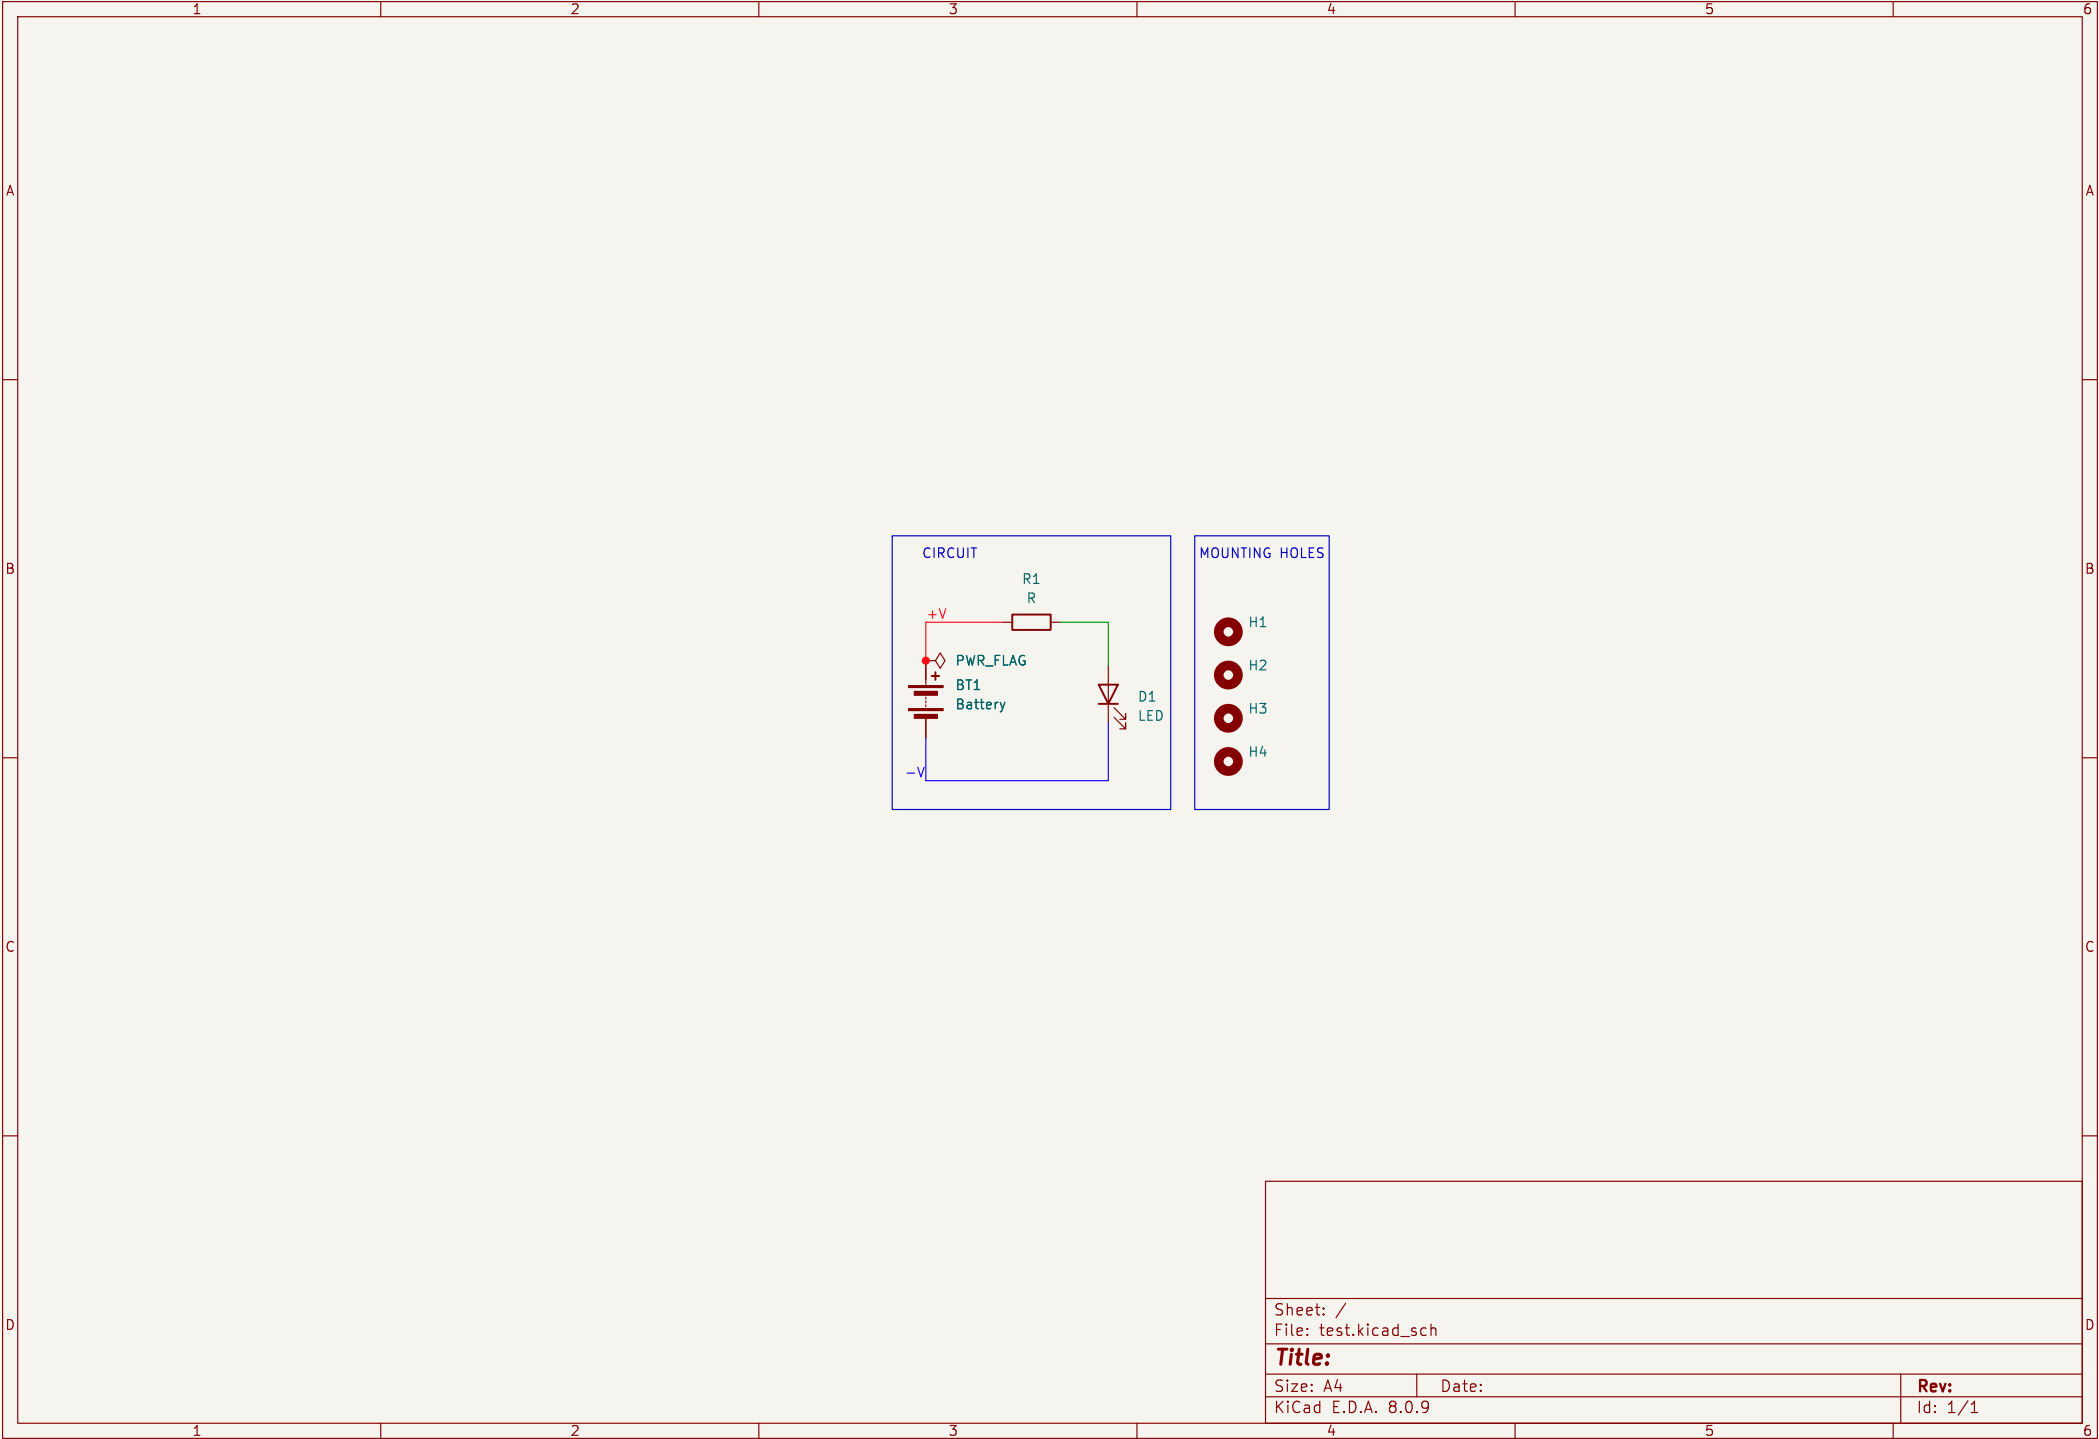 1 2 3 4 5 6
A A
CIRCUIT MOUNTING HOLES
B B
R1
R
+V
H1
PWR_FLAG
H2
+
BT1
D1
Battery
H3
LED
H4
-V
C C
Sheet: /
File: test.kicad_sch
D D
Title:
Size: A4 Date: Rev:
KiCad E.D.A. 8.0.9 Id: 1/1
1 2 3 4 5 6